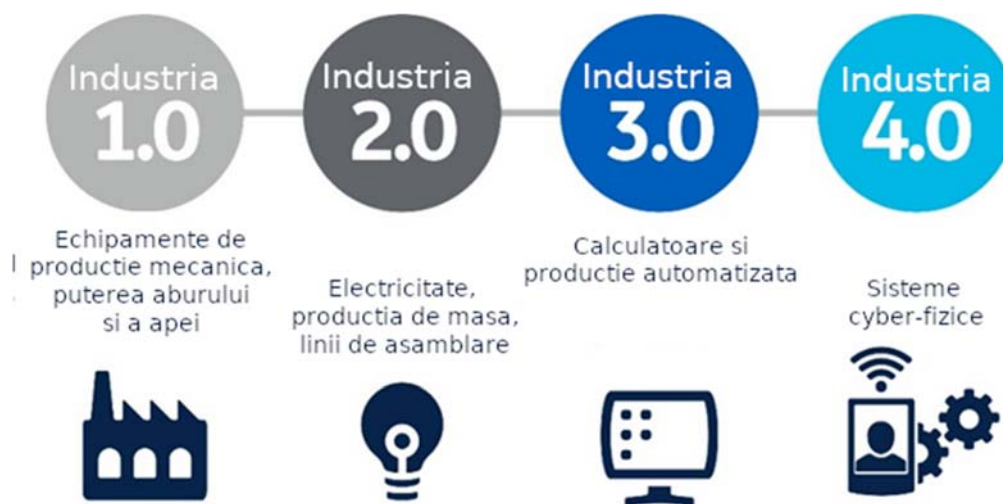 Industria
1.0
Industria
2.0
Industria
3.0
Industria
4.0
Echipamente de
productie mecanica,
puterea aburului
si a apei
Electricitate,
productia de masa,
linii de asamblare
Calculatoare si
productie automatizata
Sisteme
cyber-fizice